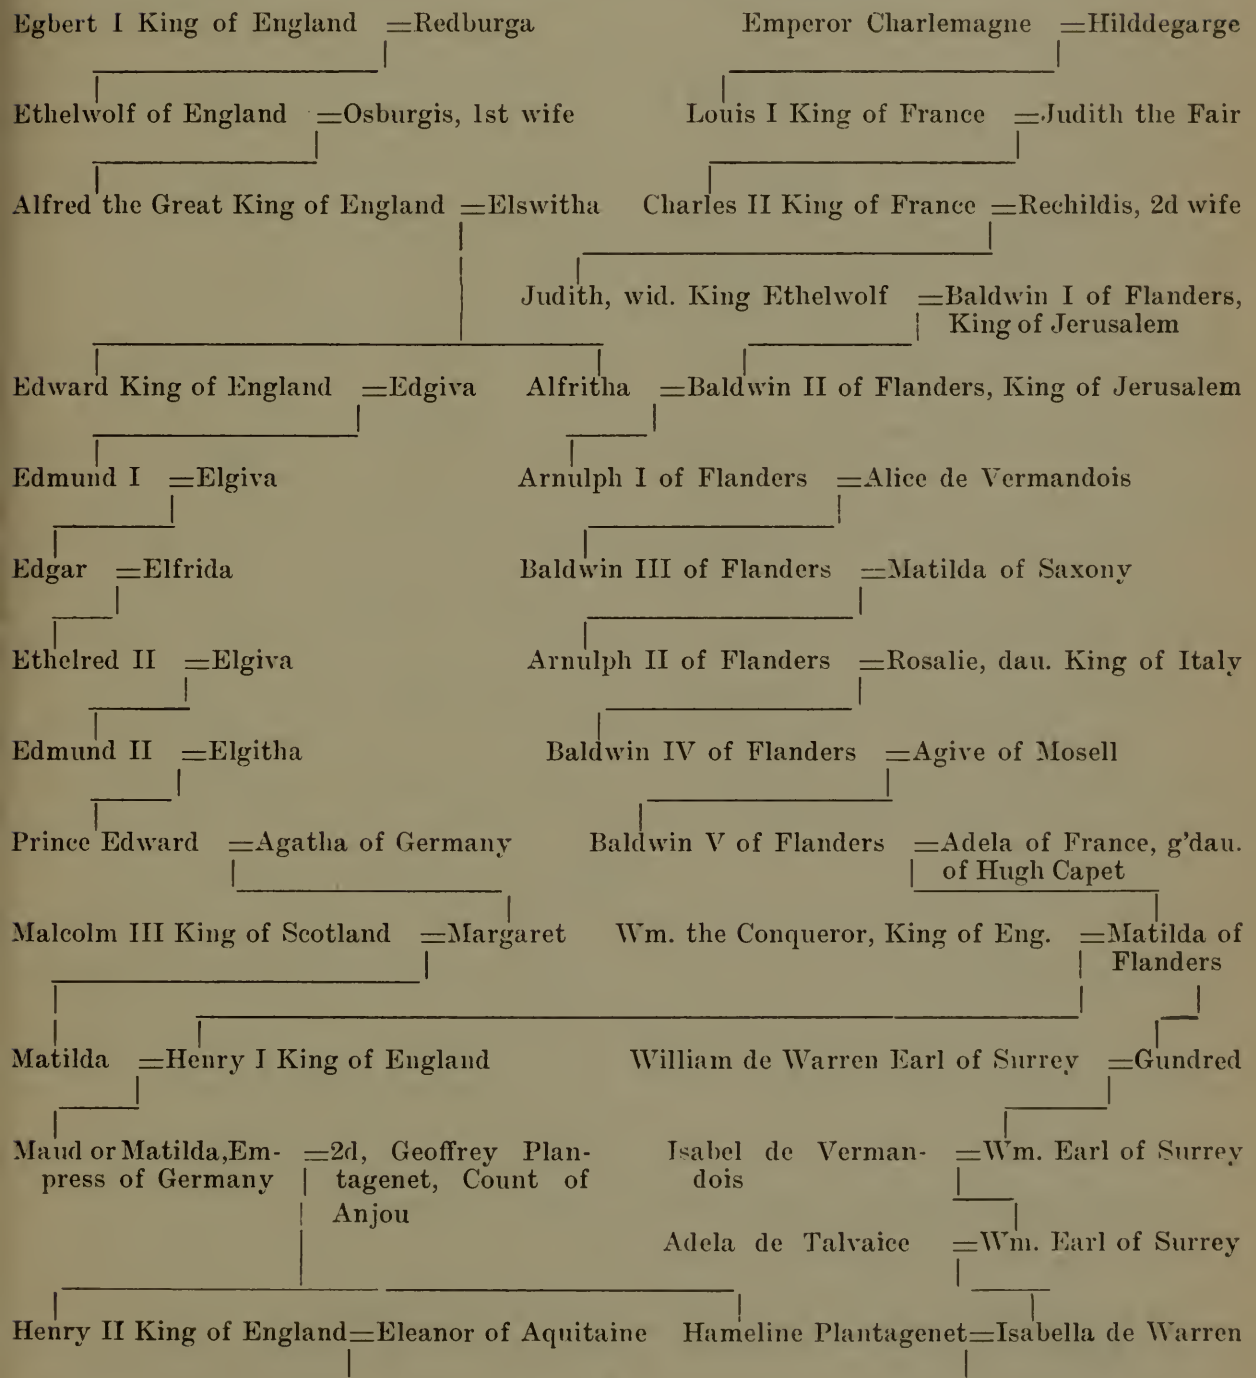 Egbert I King of England =Redburga Emperor Charlemagne =Hilddegarge
Ethelwolf of England =Osburgis, 1st wife Louis I King of France =Judith the Fair
Alfred the Great King of England =Elswitha Charles II King of France =Rechildis, 2d wife
Judith, wid. King Ethelwolf =Baldwin I of Flanders,
King of Jerusalem
Edward King of England =Edgiva Alfritha =Baldwin II of Flanders, King of Jerusalem
Edmund I =Elgiva Arnulph I of Flanders =Alice de Vermandois
Edgar =Elfrida Baldwin III of Flanders =Matilda of Saxony
Ethelred II =Elgiva Arnulph II of Flanders =Rosalie, dau. King of Italy
Edmund II =Elgitha Baldwin IV of Flanders =Agive of Mosell
Prince Edward =Agatha of Germany Baldwin V of Flanders =Adela of France, g'dau.
of Hugh Capet
Malcolm III King of Scotland =Margaret Wm. the Conqueror, King of Eng. =Matilda of
Flanders
Matilda =Henry I King of England William de Warren Earl of Surrey =Gundred
Maud or Matilda, Em- =2d, Geoffrey Plan- Isabel de Verman- =Wm. Earl of Surrey
press of Germany tagenet, Count of dois
Anjou
Adela de Talvaice =Wm. Earl of Surrey
Henry II King of England=Eleanor of Aquitaine Hameline Plantagenet=Isabella de Warren